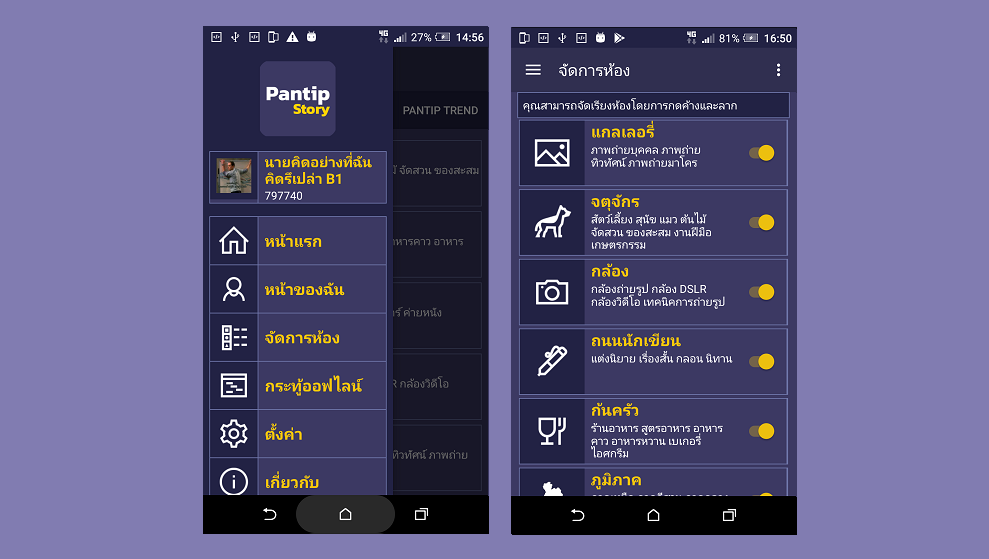 4G
27%
14:56
Pantip
Story
PANTIP TREND
นายคิดอย่างที่ฉัน
คิดรึเปล่า B1
797740
จัดสวน ของสะสม
หน้าแรก
อาหาร
หน้าของฉัน
ค่ายหนัง
จัดการห้อง
กล้องวิดีโอ
กระทู้ออฟไลน์
ตั้งค่า
ทิวทัศน์ ภาพถ่าย
เกี่ยวกับ
4G
81%
16:50
จัดการห้อง
คุณสามารถจัดเรียงห้องโดยการกดค้างและลาก
แกลเลอรี่
ภาพถ่ายบุคคล ภาพถ่าย
ทิวทัศน์ ภาพถ่ายมาโคร
จตุจักร
สัตว์เลี้ยง สุนัข แมว ต้นไม้
จัดสวน ของสะสม งานฝีมือ
เกษตรกรรม
กล้อง
กล้องถ่ายรูป กล้อง DSLR
กล้องวิดีโอ เทคนิคการถ่ายรูป
ถนนนักเขียน
แต่งนิยาย เรื่องสั้น กลอน นิทาน
ก้นครัว
ร้านอาหาร สูตรอาหาร อาหาร
คาว อาหารหวาน เบเกอรี่
ไอศกรีม
ภูมิภาค